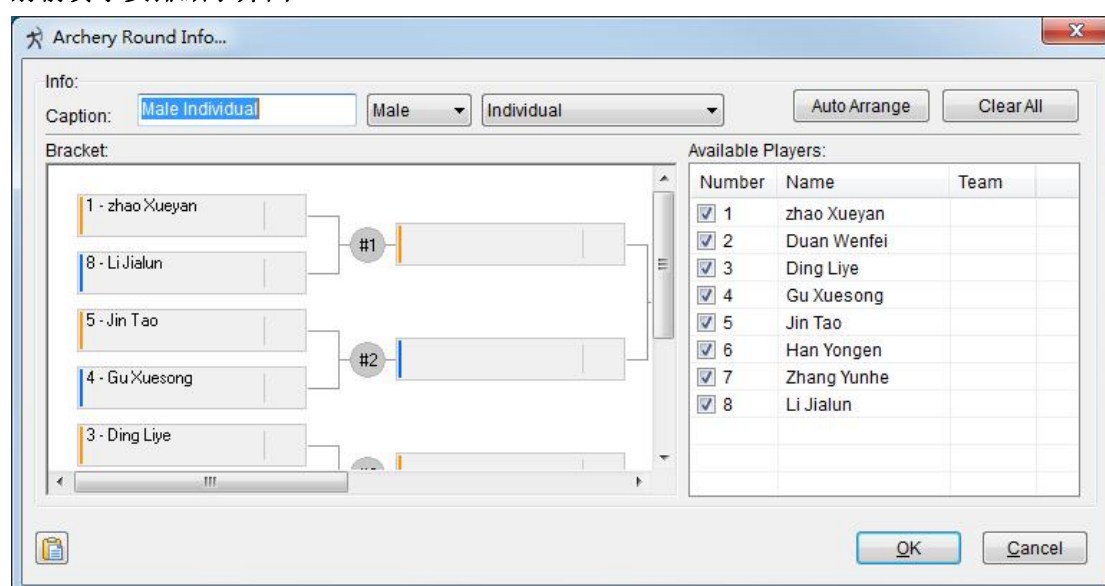 Archery Round Info...
Info:
Caption: Male Individual Male Individual Auto Arrange Clear All
Bracket:
1 - zhao Xueyan
#1
8 - Li Jialun
5 - Jin Tao
#2
4 - Gu Xuesong
3 - Ding Liye
Available Players:
Number Name Team
1 zhao Xueyan
2 Duan Wenfei
3 Ding Liye
4 Gu Xuesong
5 Jin Tao
6 Han Yongen
7 Zhang Yunhe
8 Li Jialun
OK Cancel